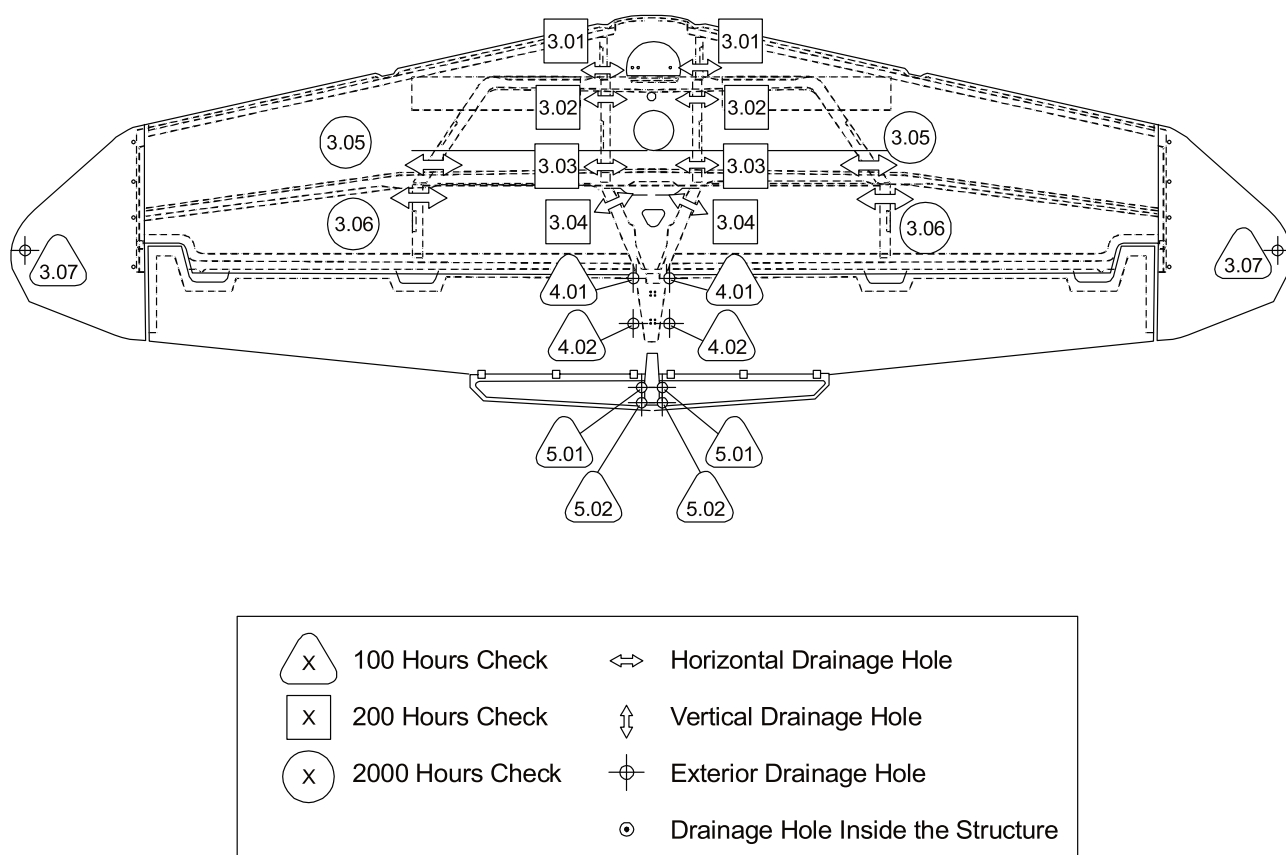 3.01 3.01
3.02 3.02
3.05 3.05
3.03 3.03
3.04 3.04
3.06 3.06
3.07 3.07
4.01 4.01
4.02 4.02
5.01 5.01
5.02 5.02
X 100 Hours Check Horizontal Drainage Hole
X 200 Hours Check Vertical Drainage Hole
X 2000 Hours Check Exterior Drainage Hole
Drainage Hole Inside the Structure